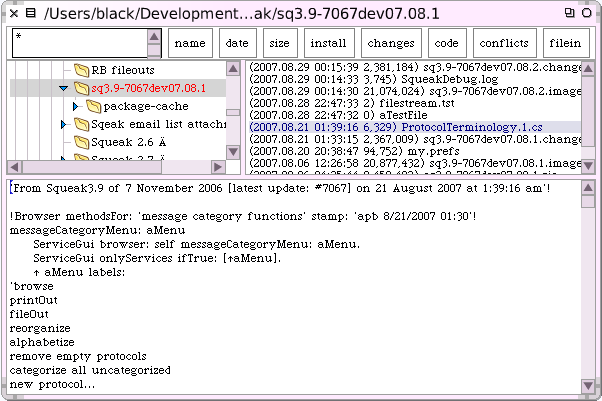 /Users/black/Development...ak/sq3.9-7067dev07.08.1
*
name date size install changes code conflicts filein
RB fileouts
sq3.9-7067dev07.08.1
package-cache
Sqeak email list attachn
Squeak 2.6 Ä
(2007.08.29 00:15:39 2,381,184) sq3.9-7067dev07.08.2.change
(2007.08.29 00:14:33 3,745) SqueakDebug.log
(2007.08.29 00:14:30 21,074,024) sq3.9-7067dev07.08.2.image
(2007.08.28 22:47:33 2) filestream.tst
(2007.08.28 22:47:32 0) aTestFile
(2007.08.21 01:39:16 6,329) ProtocolTerminology.1.cs
(2007.08.21 01:33:15 2,367,009) sq3.9-7067dev07.08.1.change
(2007.08.20 20:38:47 94,752) my.prefs
(2007.08.06 12:26:58 20,877,432) sq3.9-7067dev07.08.1.image
'From Squeak3.9 of 7 November 2006 [latest update: #7067] on 21 August 2007 at 1:39:16 am'!
!Browser methodsFor: 'message category functions' stamp: 'apb 8/21/2007 01:30'!
messageCategoryMenu: aMenu
ServiceGui browser: self messageCategoryMenu: aMenu.
ServiceGui onlyServices ifTrue: [↑aMenu].
↑ aMenu labels:
'browse
printOut
fileOut
reorganize
alphabetize
remove empty protocols
categorize all uncategorized
new protocol...